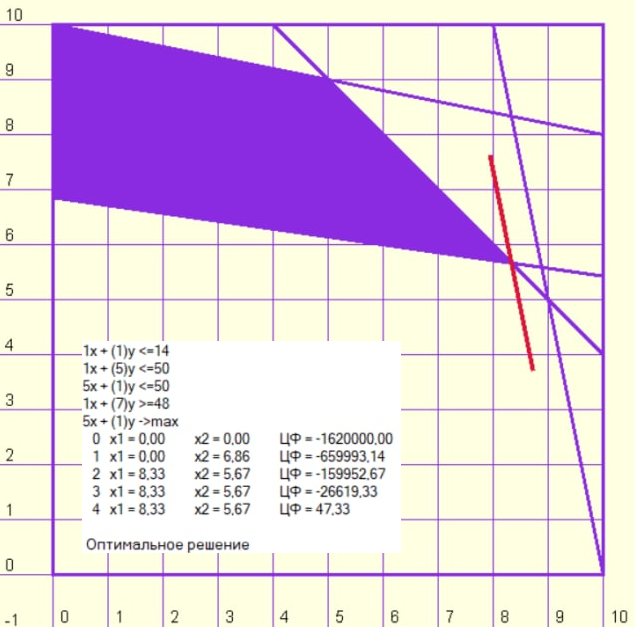 10
9
8
7
6
5
4
3
2
1
0
-1
1x + (1)y <=14
1x + (5)y <=50
5x + (1)y <=50
1x + (7)y >=48
5x + (1)y ->max
0 x1 = 0,00 x2 = 0,00 ЦФ = -1620000,00
1 x1 = 0,00 x2 = 6,86 ЦФ = -659993,14
2 x1 = 8,33 x2 = 5,67 ЦФ = -159952,67
3 x1 = 8,33 x2 = 5,67 ЦФ = -26619,33
4 x1 = 8,33 x2 = 5,67 ЦФ = 47,33
Оптимальное решение
0 1 2 3 4 5 6 7 8 9 10